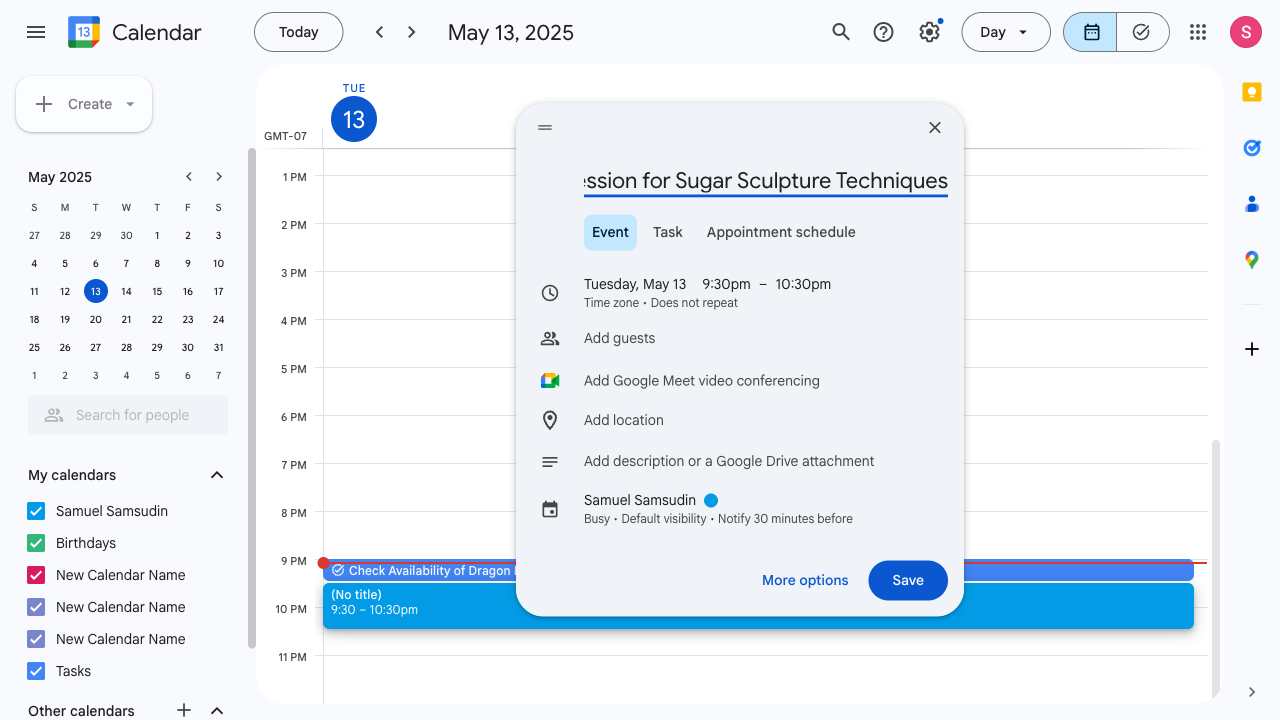 13
Calendar
Today
May 13, 2025
Day
S
Create
May 2025
S M T W T F S
27 28 29 30 1 2 3
4 5 6 7 8 9 10
11 12 13 14 15 16 17
18 19 20 21 22 23 24
25 26 27 28 29 30 31
1 2 3 4 5 6 7
Search for people
My calendars
Samuel Samsudin
Birthdays
New Calendar Name
New Calendar Name
New Calendar Name
Tasks
Other calendars
TUE
13
GMT-07
1 PM
2 PM
3 PM
4 PM
5 PM
6 PM
7 PM
8 PM
9 PM
10 PM
11 PM
Check Availability of Dragon
(No title)
9:30 – 10:30pm
for Sugar Sculpture Techniques
Event Task Appointment schedule
Tuesday, May 13 9:30pm – 10:30pm
Time zone • Does not repeat
Add guests
Add Google Meet video conferencing
Add location
Add description or a Google Drive attachment
Samuel Samsudin
Busy • Default visibility • Notify 30 minutes before
More options
Save